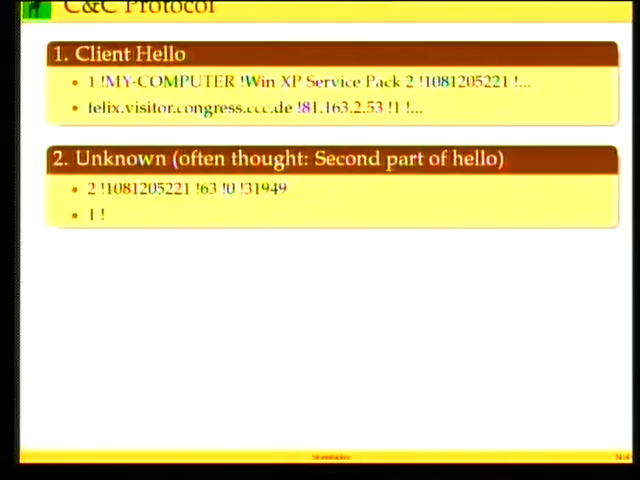 C&C Protocol
1. Client Hello
1 !MY-COMPUTER !Win XP Service Pack 2 !1081205221 !...
felix.visitor.congress.ccc.de !81.163.2.53 !1 !...
2. Unknown (often thought: Second part of hello)
2 !1081205221 !63 !0 !31949
1 !